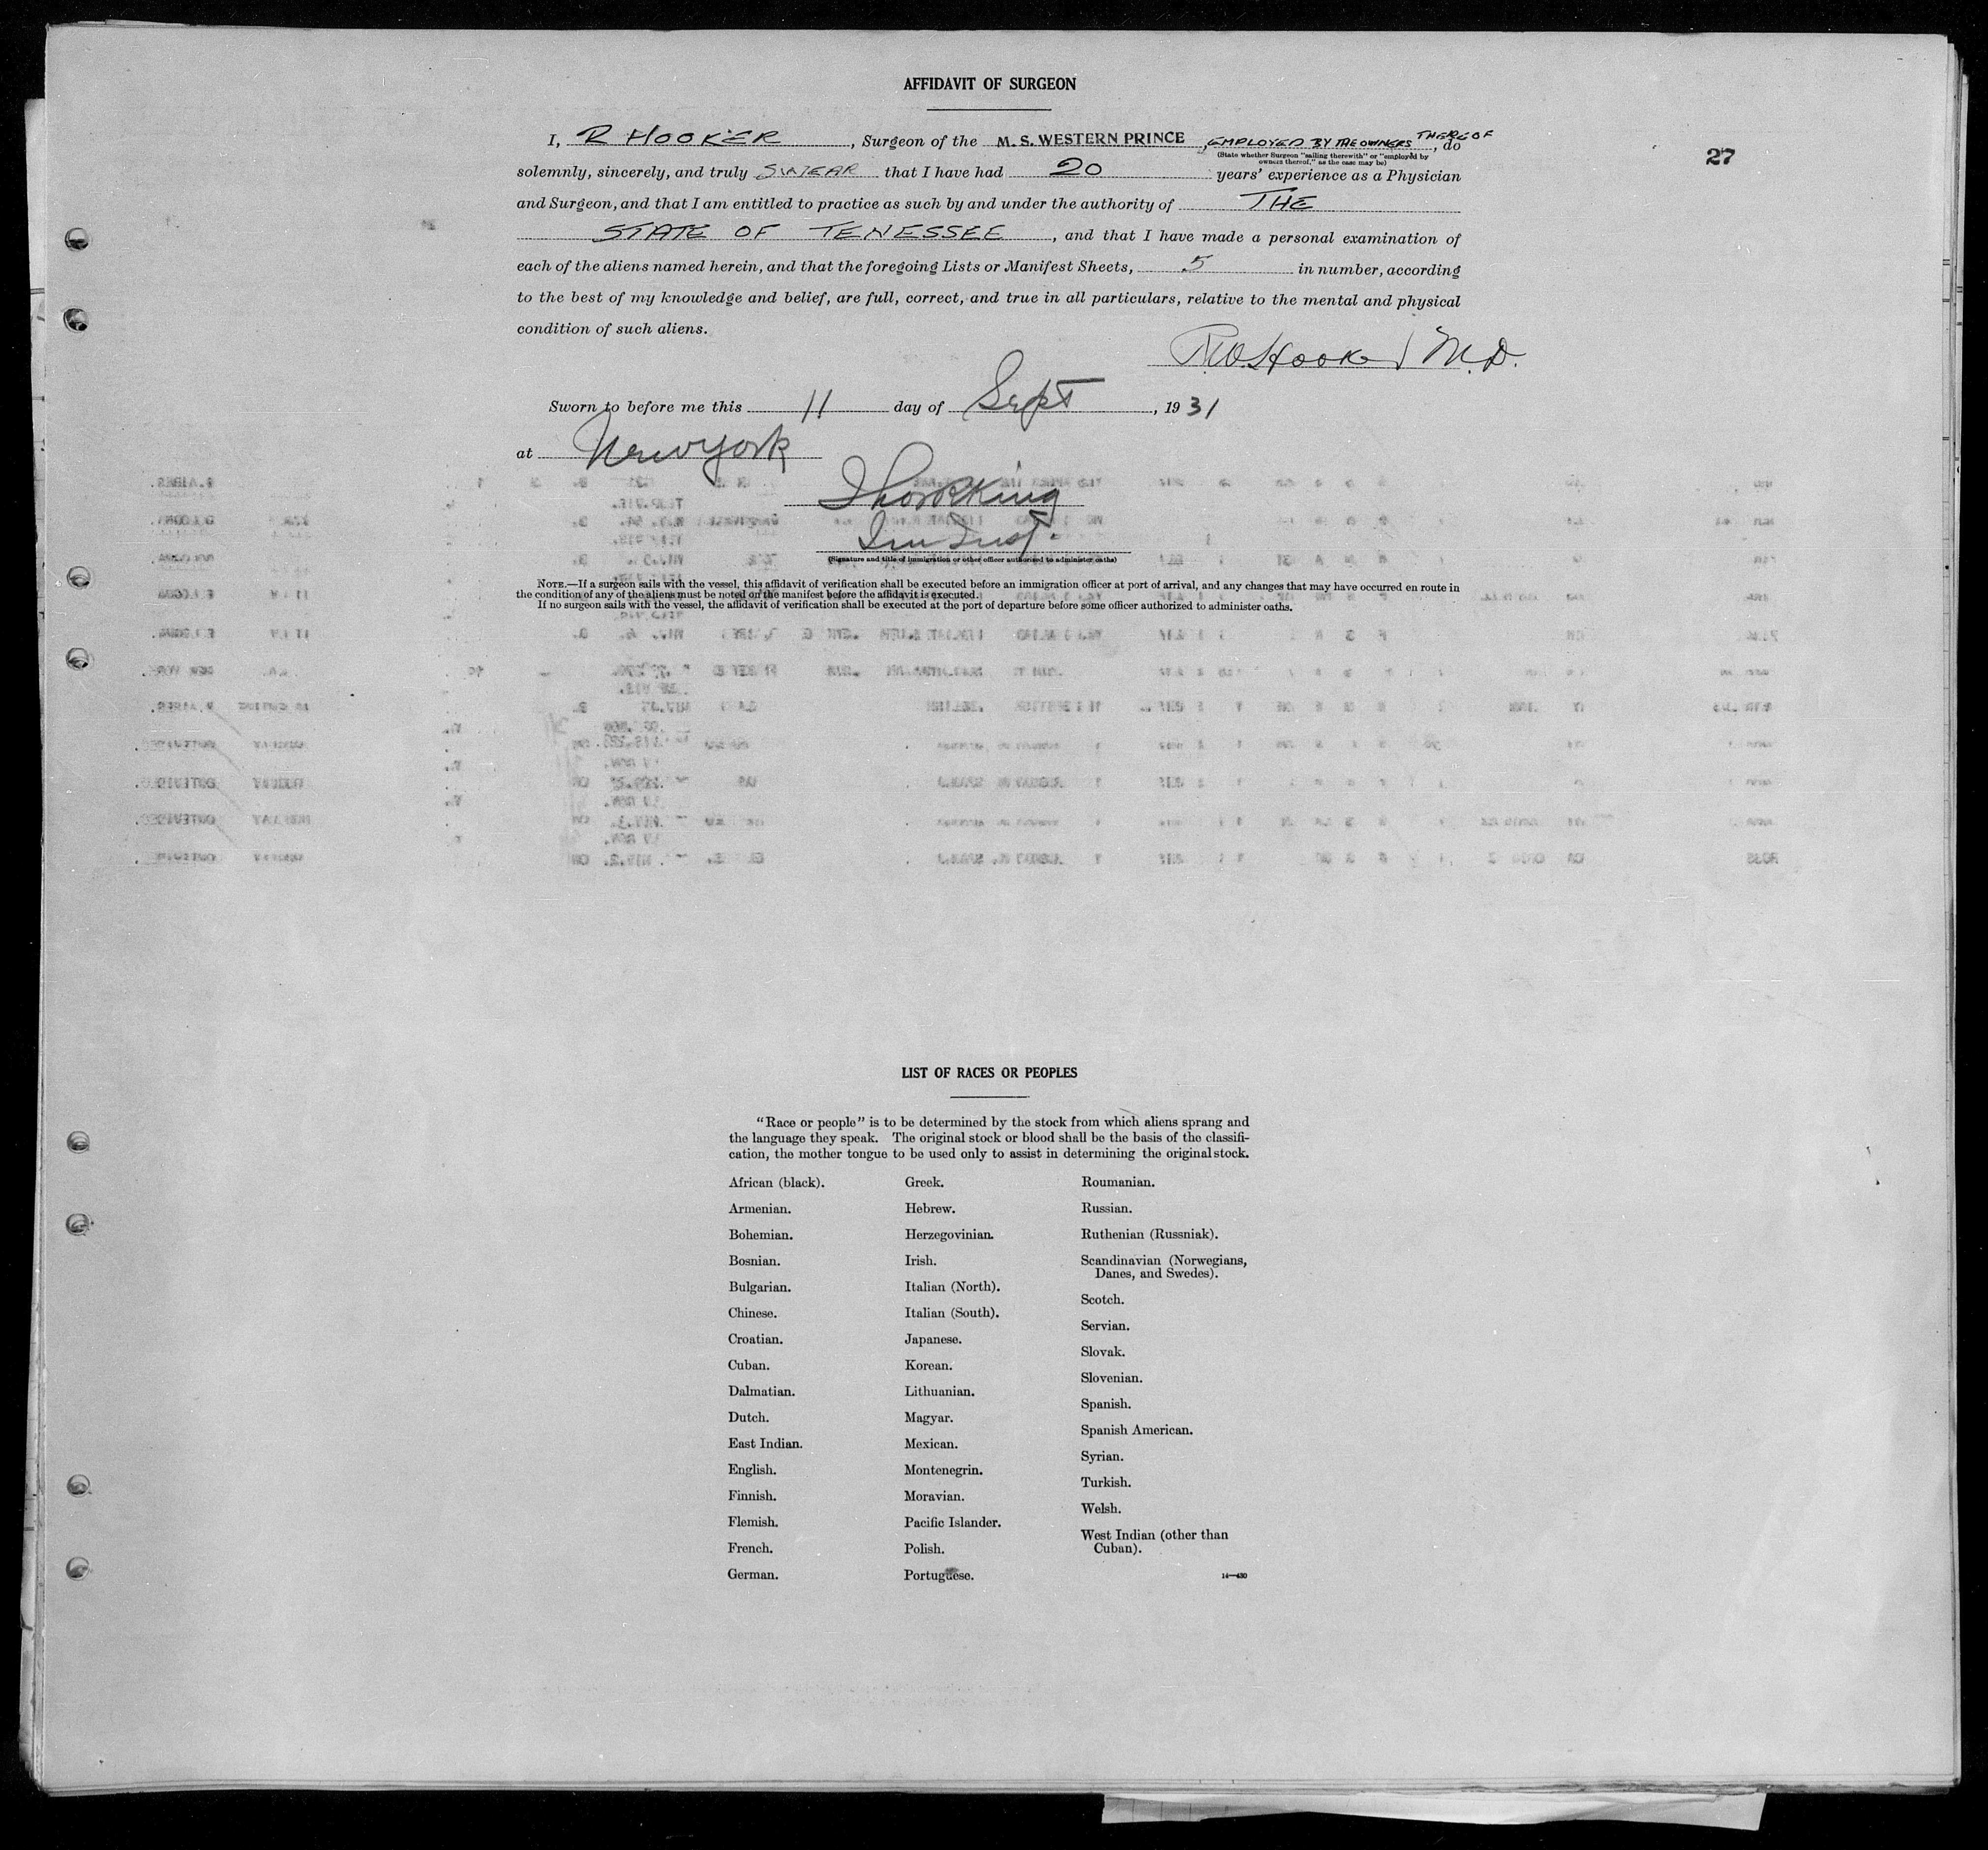 AFFIDAVIT OF SURGEON
I, R HOOKER, Surgeon of the M. S. WESTERN PRINCE, EMPLOYED BY THE OWNERS THEREOF, do
(State whether Surgeon "sailing therewith" or "employed by
owners thereof," as the case may be)
27
solemnly, sincerely, and truly SWEAR that I have had 20 years' experience as a Physician
and Surgeon, and that I am entitled to practice as such by and under the authority of THE
STATE OF TENESSEE, and that I have made a personal examination of
each of the aliens named herein, and that the foregoing Lists or Manifest Sheets, 5 in number, according
to the best of my knowledge and belief, are full, correct, and true in all particulars, relative to the mental and physical
condition of such aliens.
R.W. Hooker M.D.
Sworn to before me this 11 day of Sept, 1931
at New York
King
(Signature and title of immigration or other officer authorized to administer oaths)
NOTE.—If a surgeon sails with the vessel, this affidavit of verification shall be executed before an immigration officer at port of arrival, and any changes that may have occurred en route in
the condition of any of the aliens must be noted on the manifest before the affidavit is executed.
If no surgeon sails with the vessel, the affidavit of verification shall be executed at the port of departure before some officer authorized to administer oaths.
LIST OF RACES OR PEOPLES
"Race or people" is to be determined by the stock from which aliens sprang and
the language they speak. The original stock or blood shall be the basis of the classifi-
cation, the mother tongue to be used only to assist in determining the original stock.
African (black).
Armenian.
Bohemian.
Bosnian.
Bulgarian.
Chinese.
Croatian.
Cuban.
Dalmatian.
Dutch.
East Indian.
English.
Finnish.
Flemish.
French.
German.
Greek.
Hebrew.
Herzegovinian.
Irish.
Italian (North).
Italian (South).
Japanese.
Korean.
Lithuanian.
Magyar.
Mexican.
Montenegrin.
Moravian.
Pacific Islander.
Polish.
Portuguese.
Roumanian.
Russian.
Ruthenian (Russniak).
Scandinavian (Norwegians,
Danes, and Swedes).
Scotch.
Servian.
Slovak.
Slovenian.
Spanish.
Spanish American.
Syrian.
Turkish.
Welsh.
West Indian (other than
Cuban).
14—430